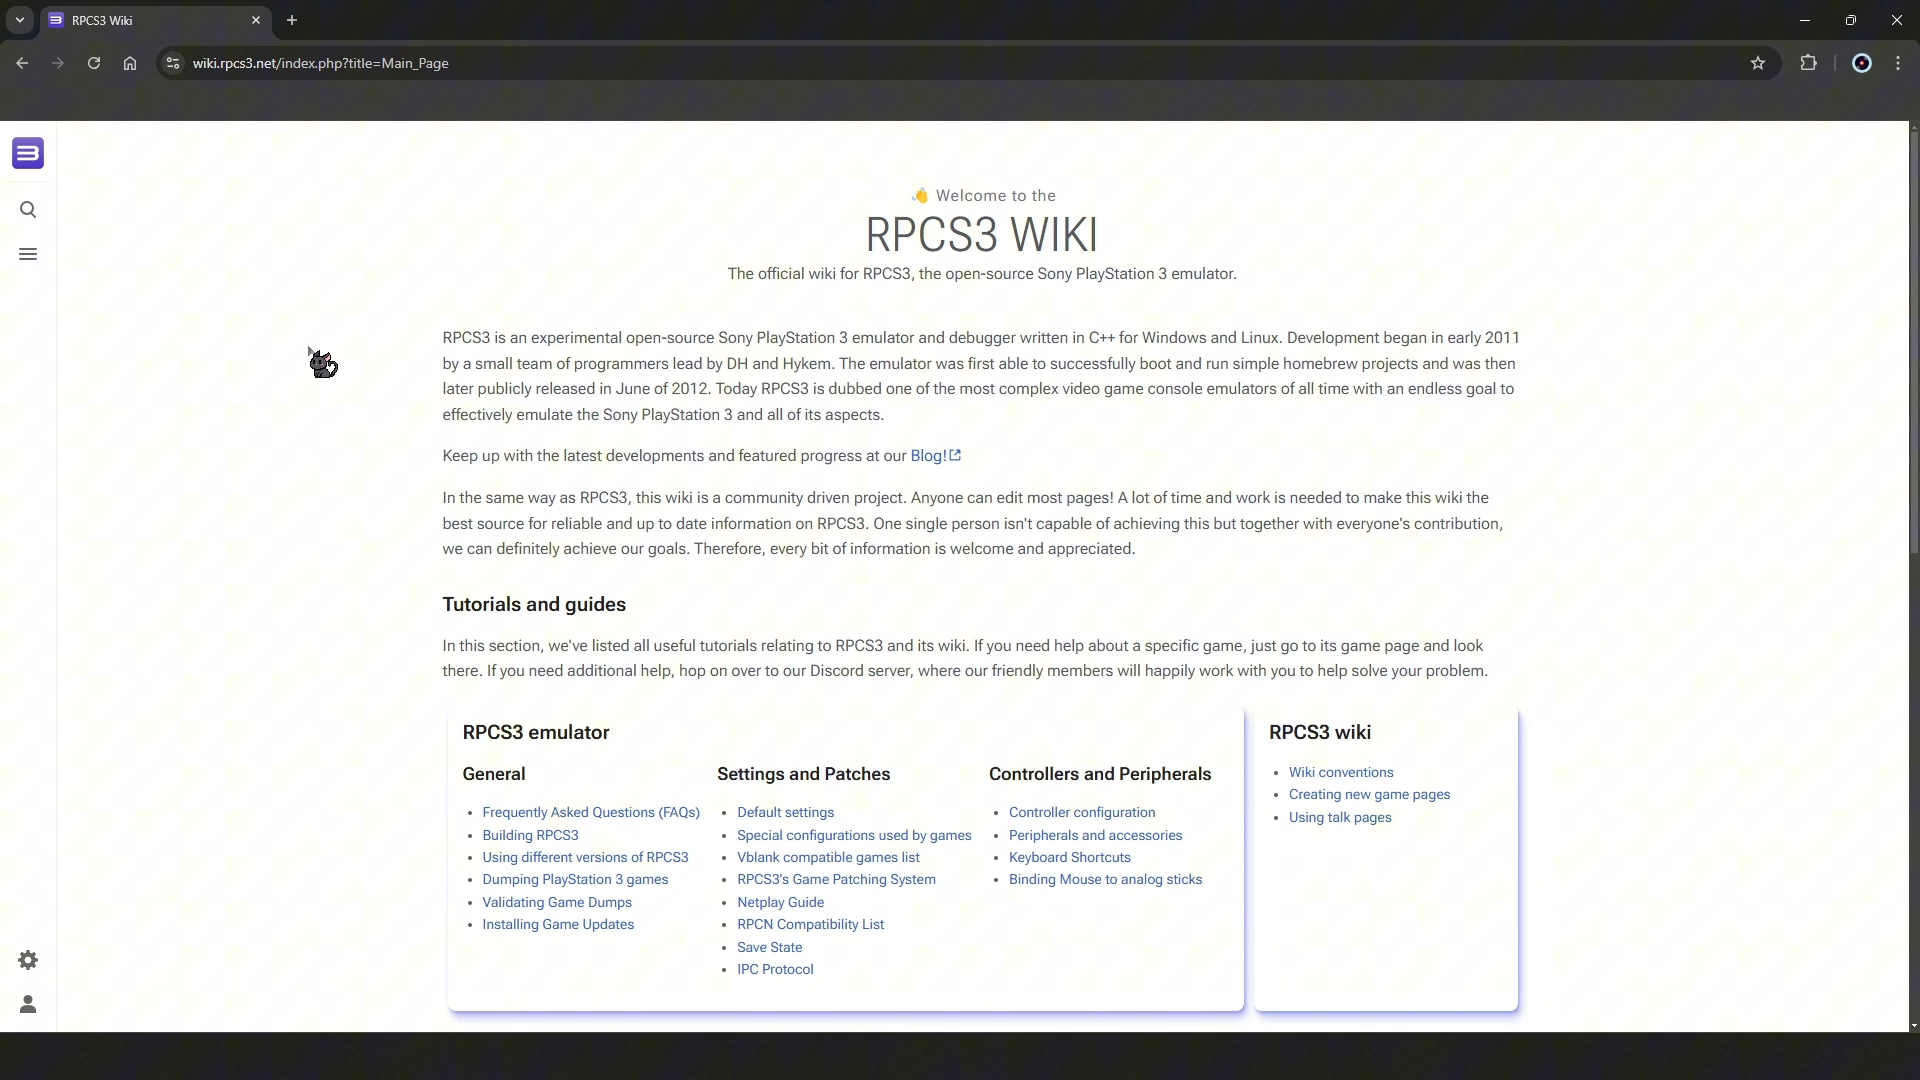 RPCS3 Wiki
wiki.rpcs3.net/index.php?title=Main_Page
👋 Welcome to the
RPCS3 WIKI
The official wiki for RPCS3, the open-source Sony PlayStation 3 emulator.
RPCS3 is an experimental open-source Sony PlayStation 3 emulator and debugger written in C++ for Windows and Linux. Development began in early 2011
by a small team of programmers lead by DH and Hykem. The emulator was first able to successfully boot and run simple homebrew projects and was then
later publicly released in June of 2012. Today RPCS3 is dubbed one of the most complex video game console emulators of all time with an endless goal to
effectively emulate the Sony PlayStation 3 and all of its aspects.
Keep up with the latest developments and featured progress at our Blog!
In the same way as RPCS3, this wiki is a community driven project. Anyone can edit most pages! A lot of time and work is needed to make this wiki the
best source for reliable and up to date information on RPCS3. One single person isn't capable of achieving this but together with everyone's contribution,
we can definitely achieve our goals. Therefore, every bit of information is welcome and appreciated.
Tutorials and guides
In this section, we've listed all useful tutorials relating to RPCS3 and its wiki. If you need help about a specific game, just go to its game page and look
there. If you need additional help, hop on over to our Discord server, where our friendly members will happily work with you to help solve your problem.
RPCS3 emulator
General
Frequently Asked Questions (FAQs)
Building RPCS3
Using different versions of RPCS3
Dumping PlayStation 3 games
Validating Game Dumps
Installing Game Updates
Settings and Patches
Default settings
Special configurations used by games
Vblank compatible games list
RPCS3's Game Patching System
Netplay Guide
RPCN Compatibility List
Save State
IPC Protocol
Controllers and Peripherals
Controller configuration
Peripherals and accessories
Keyboard Shortcuts
Binding Mouse to analog sticks
RPCS3 wiki
Wiki conventions
Creating new game pages
Using talk pages